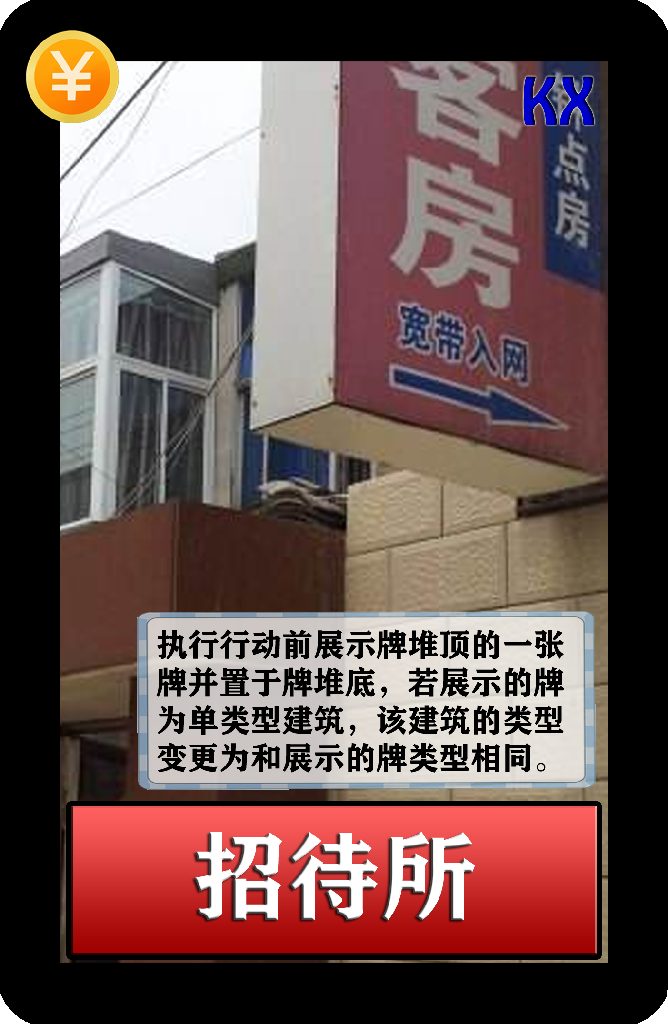 ¥
KX
客房
点房
宽带入网
执行行动前展示牌堆顶的一张
牌并置于牌堆底，若展示的牌
为单类型建筑，该建筑的类型
变更为和展示的牌类型相同。
招待所